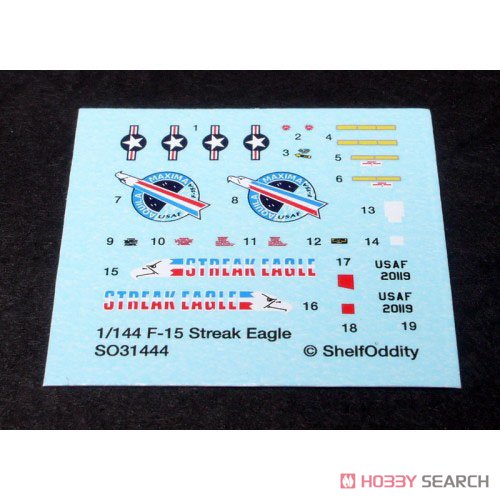 1
2
3
4
5
6
MAXIMA
AQUILA
USAF
7
MAXIMA
AQUILA
USAF
8
13
9
10
11
12
14
15
STREAK EAGLE
17
USAF
20119
STREAK EAGLE
16
USAF
20119
18
19
1/144 F-15 Streak Eagle
SO31444
© ShelfOddity
HOBBY SEARCH